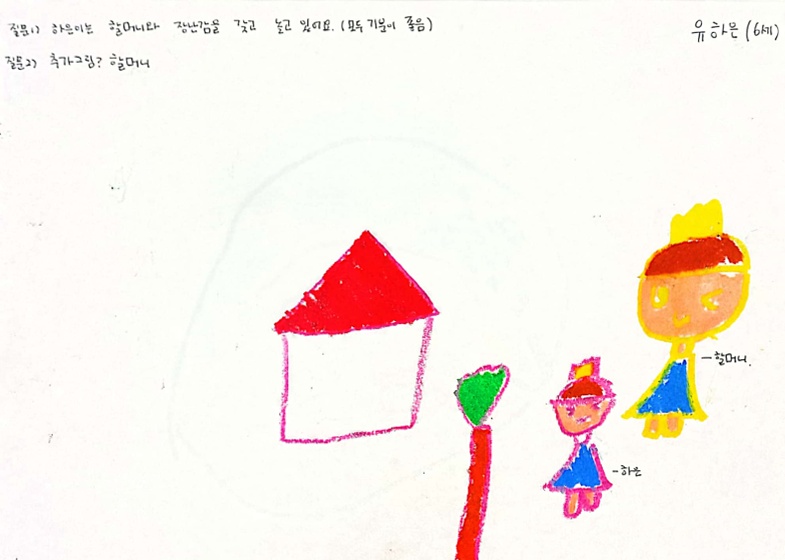 질문1) 하은이는 할머니와 장난감을 갖고 놀고 있어요. (모두 기분이 좋음)
유하은 (6세)
질문2) 추가그림? 할머니
-할머니.
-하은